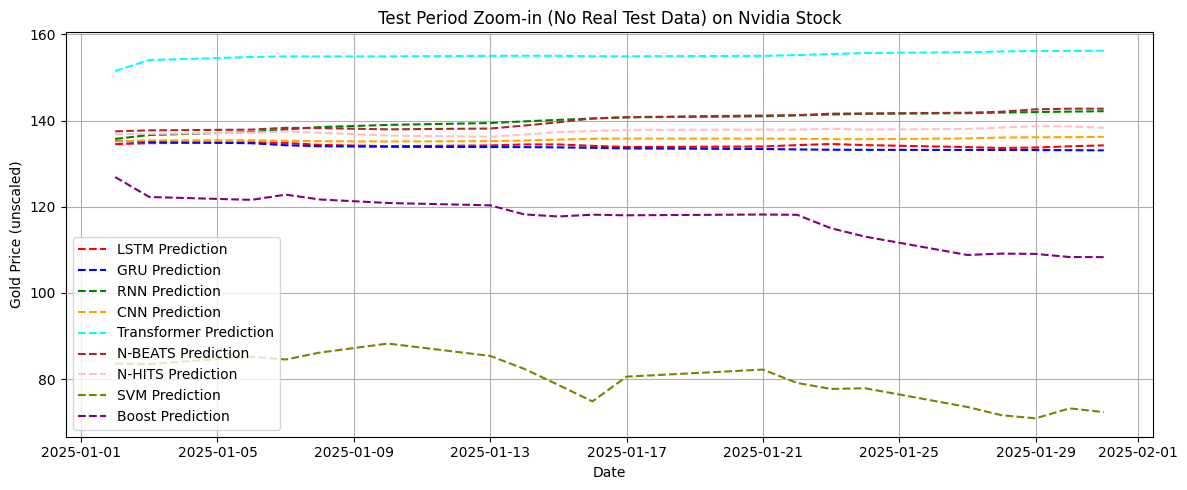 Test Period Zoom-in (No Real Test Data) on Nvidia Stock
Gold Price (unscaled)
160
140
120
100
80
LSTM Prediction
GRU Prediction
RNN Prediction
CNN Prediction
Transformer Prediction
N-BEATS Prediction
N-HITS Prediction
SVM Prediction
Boost Prediction
2025-01-01 2025-01-05 2025-01-09 2025-01-13 2025-01-17 2025-01-21 2025-01-25 2025-01-29 2025-02-01
Date